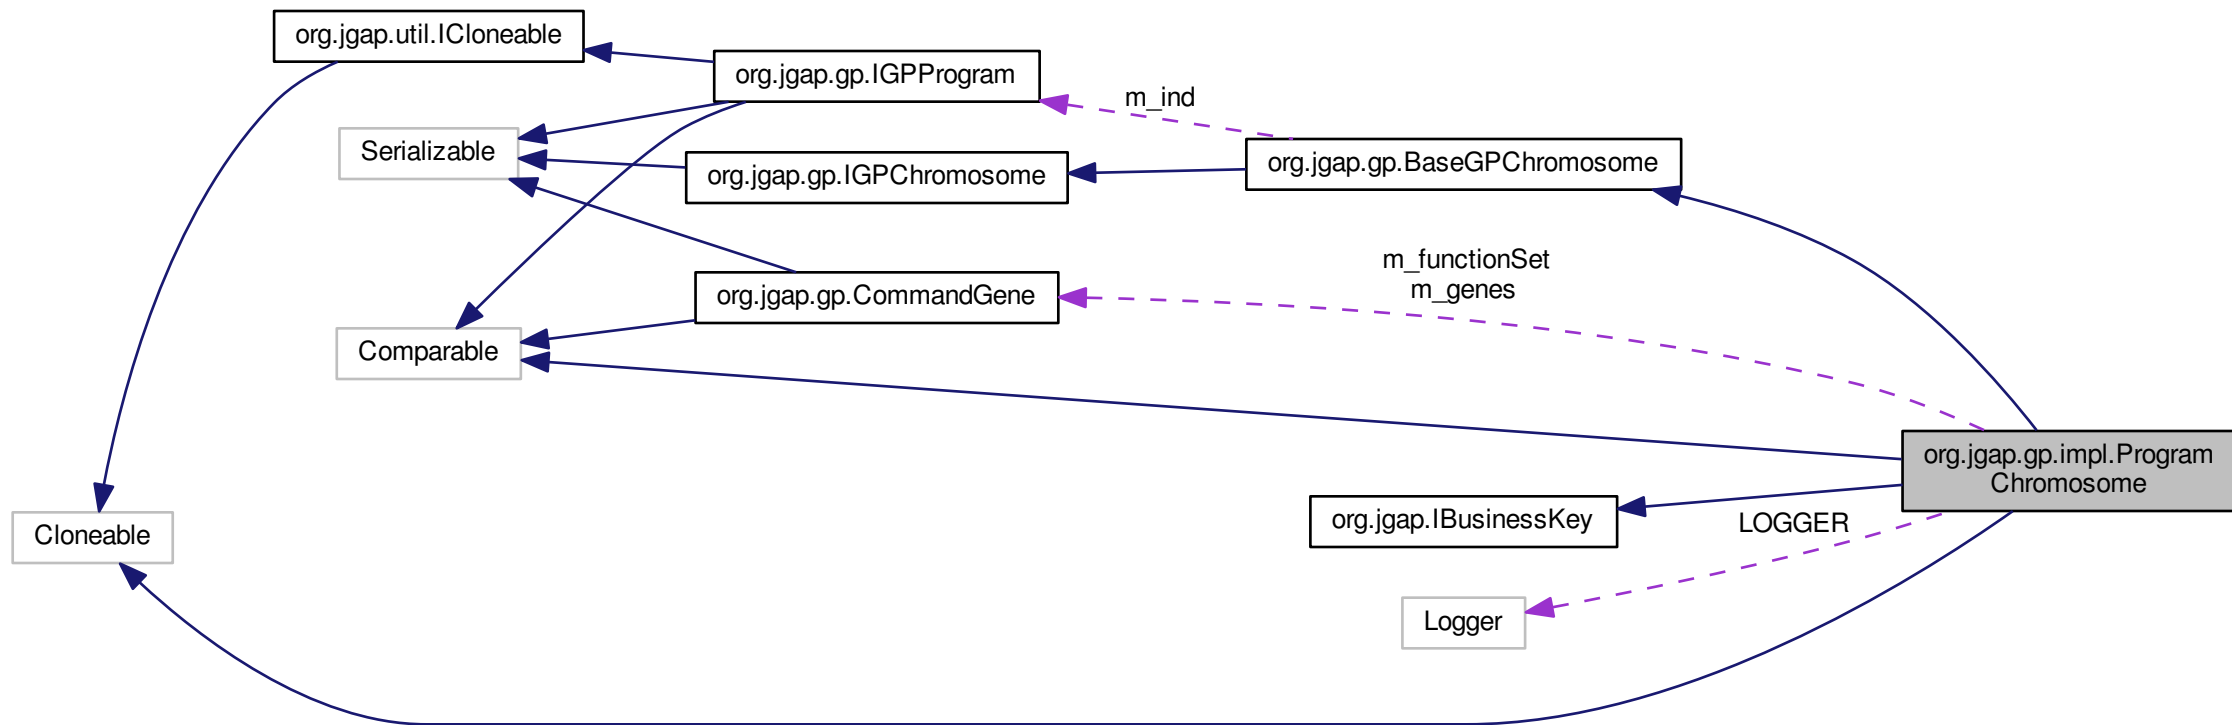 org.jgap.util.ICloneable
org.jgap.gp.IGPProgram
m_ind
Serializable
org.jgap.gp.IGPChromosome
org.jgap.gp.BaseGPChromosome
m_functionSet
m_genes
org.jgap.gp.CommandGene
Comparable
org.jgap.gp.impl.Program
Chromosome
org.jgap.IBusinessKey
LOGGER
Cloneable
Logger